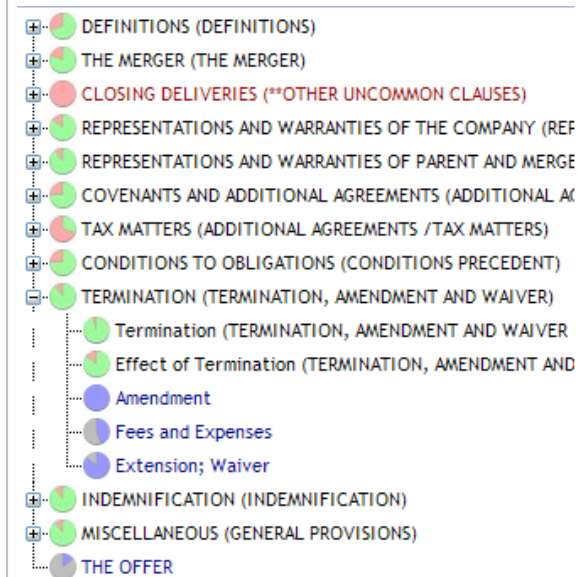 DEFINITIONS (DEFINITIONS)
THE MERGER (THE MERGER)
CLOSING DELIVERIES (**OTHER UNCOMMON CLAUSES)
REPRESENTATIONS AND WARRANTIES OF THE COMPANY (REP
REPRESENTATIONS AND WARRANTIES OF PARENT AND MERGE
COVENANTS AND ADDITIONAL AGREEMENTS (ADDITIONAL AG
TAX MATTERS (ADDITIONAL AGREEMENTS /TAX MATTERS)
CONDITIONS TO OBLIGATIONS (CONDITIONS PRECEDENT)
TERMINATION (TERMINATION, AMENDMENT AND WAIVER)
Termination (TERMINATION, AMENDMENT AND WAIVER
Effect of Termination (TERMINATION, AMENDMENT AND
Amendment
Fees and Expenses
Extension; Waiver
INDEMNIFICATION (INDEMNIFICATION)
MISCELLANEOUS (GENERAL PROVISIONS)
THE OFFER